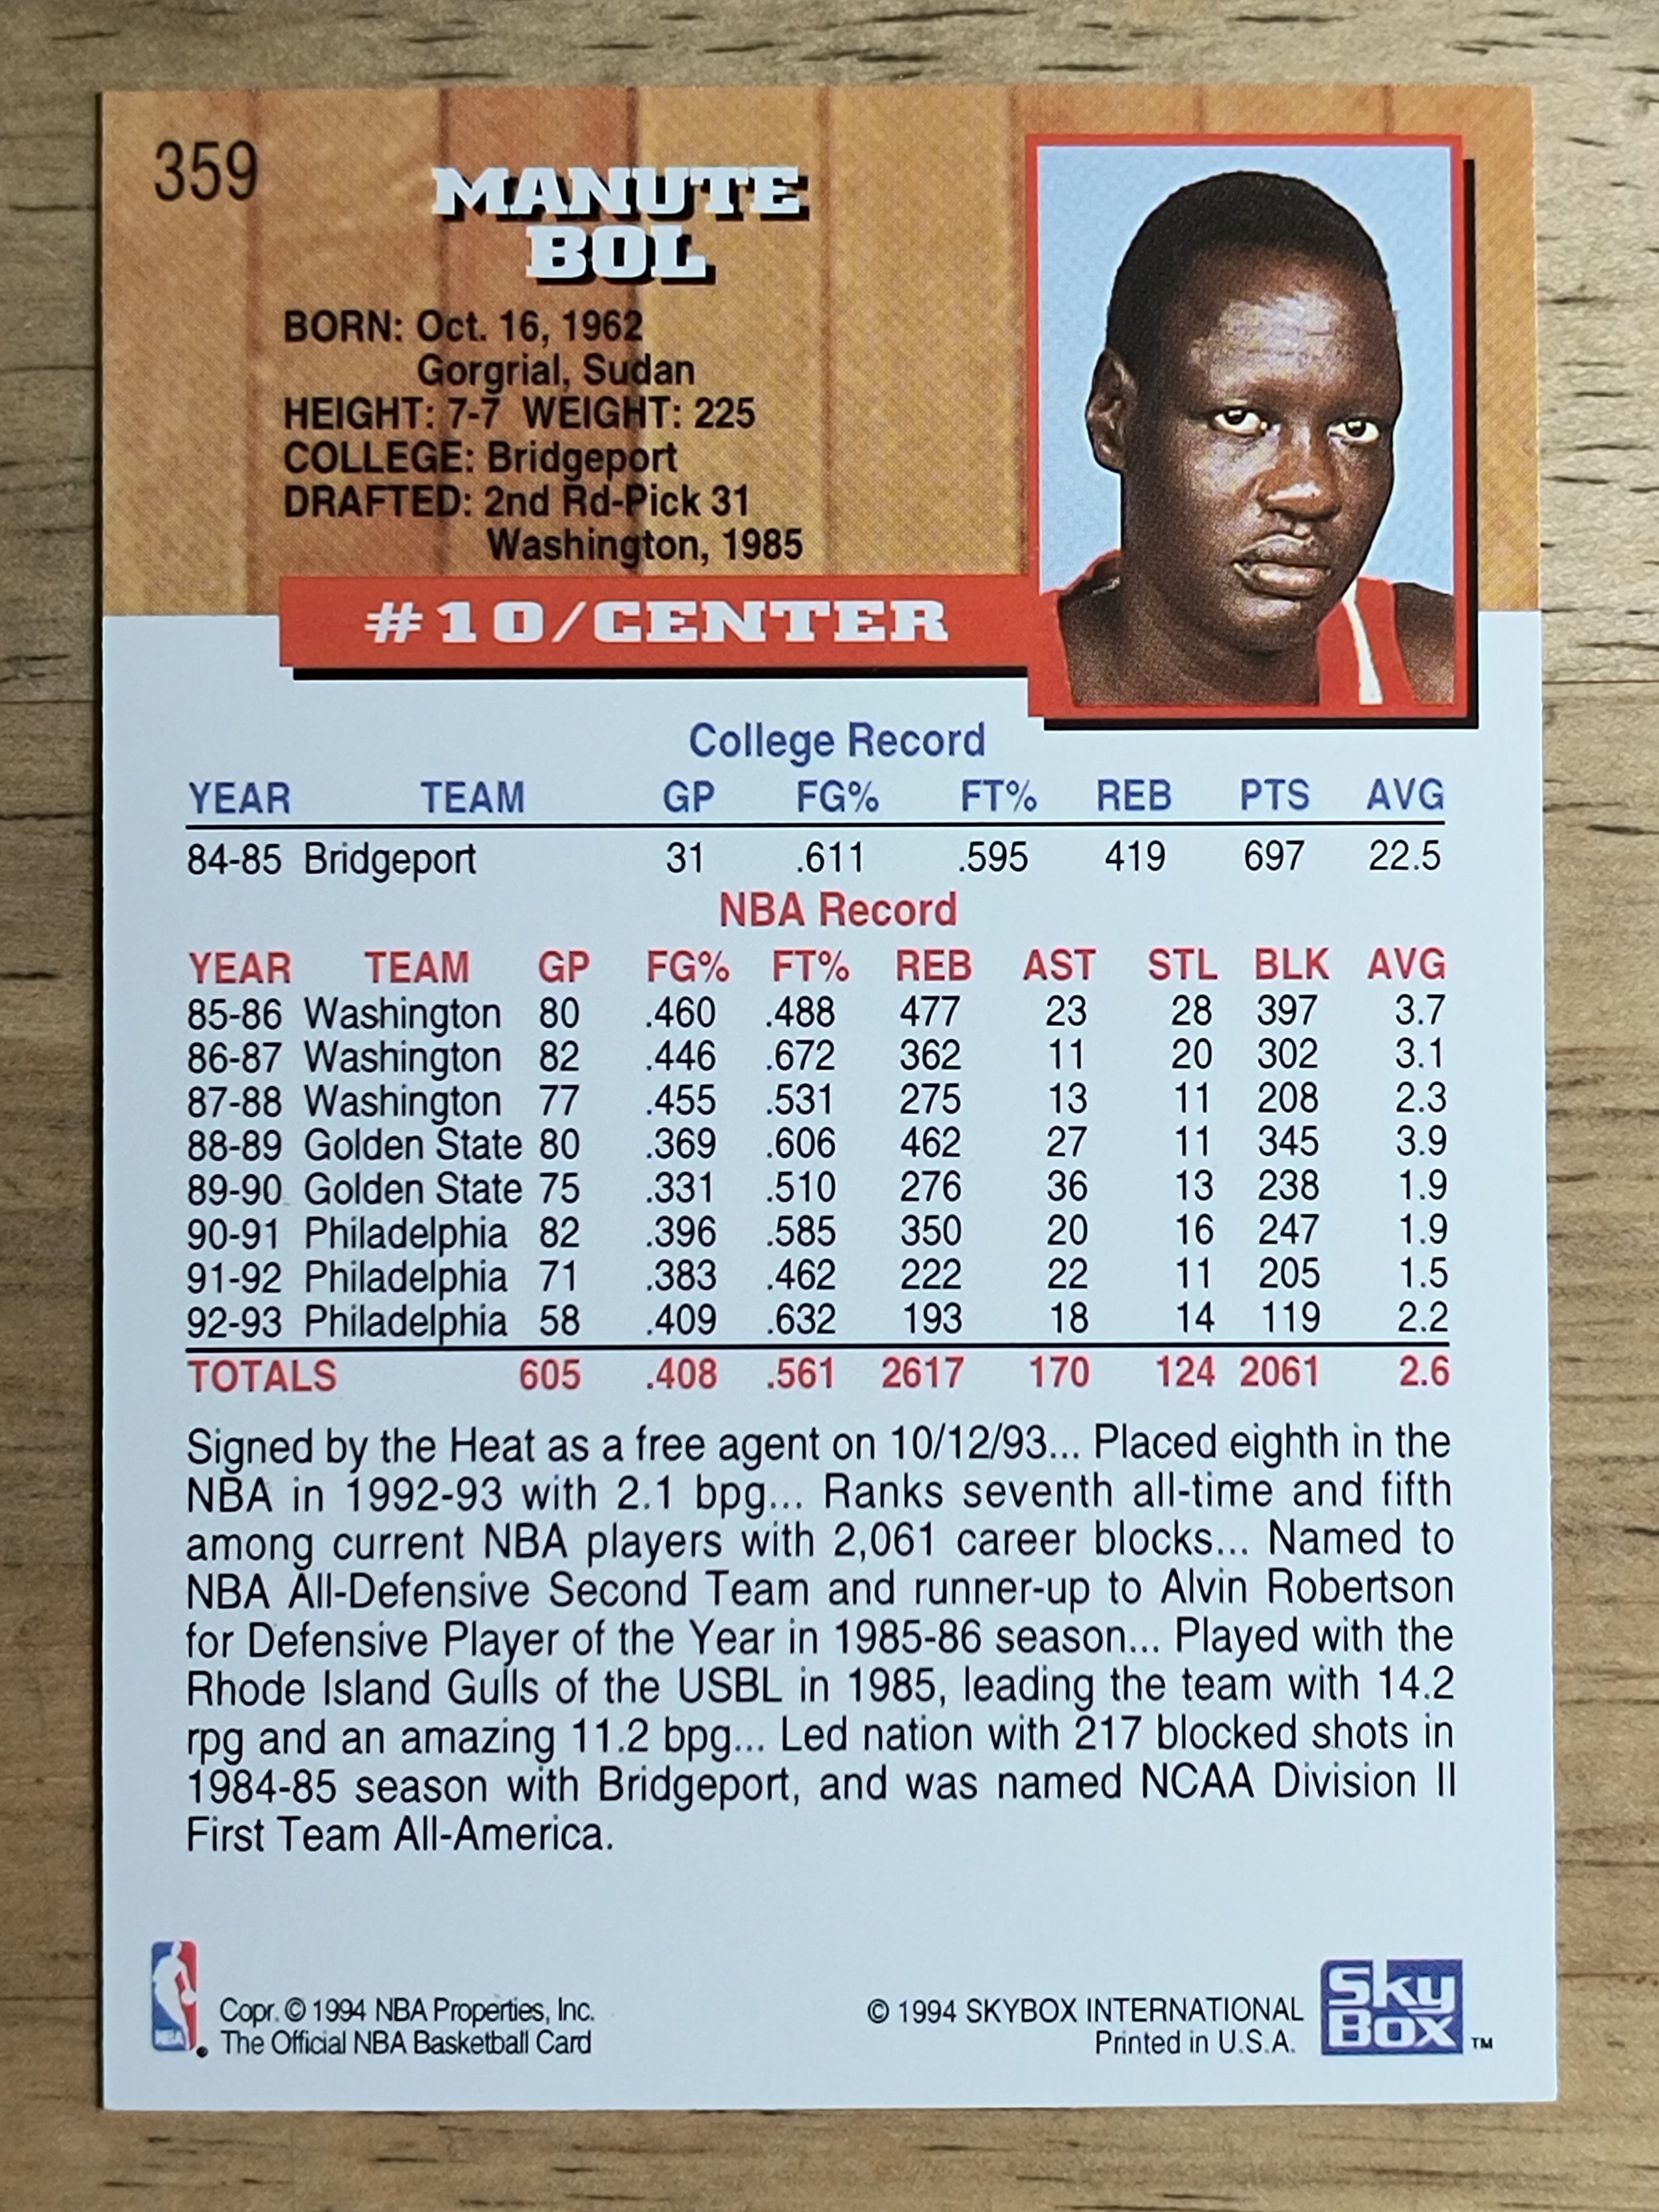 359
MANUTE
BOL
BORN: Oct. 16, 1962
Gorgrial, Sudan
HEIGHT: 7-7 WEIGHT: 225
COLLEGE: Bridgeport
DRAFTED: 2nd Rd-Pick 31
Washington, 1985
#10/CENTER
College Record
YEAR TEAM GP FG% FT% REB PTS AVG
84-85 Bridgeport 31 .611 .595 419 697 22.5
NBA Record
YEAR TEAM GP FG% FT% REB AST STL BLK AVG
85-86 Washington 80 .460 .488 477 23 28 397 3.7
86-87 Washington 82 .446 .672 362 11 20 302 3.1
87-88 Washington 77 .455 .531 275 13 11 208 2.3
88-89 Golden State 80 .369 .606 462 27 11 345 3.9
89-90 Golden State 75 .331 .510 276 36 13 238 1.9
90-91 Philadelphia 82 .396 .585 350 20 16 247 1.9
91-92 Philadelphia 71 .383 .462 222 22 11 205 1.5
92-93 Philadelphia 58 .409 .632 193 18 14 119 2.2
TOTALS 605 .408 .561 2617 170 124 2061 2.6
Signed by the Heat as a free agent on 10/12/93... Placed eighth in the
NBA in 1992-93 with 2.1 bpg... Ranks seventh all-time and fifth
among current NBA players with 2,061 career blocks... Named to
NBA All-Defensive Second Team and runner-up to Alvin Robertson
for Defensive Player of the Year in 1985-86 season... Played with the
Rhode Island Gulls of the USBL in 1985, leading the team with 14.2
rpg and an amazing 11.2 bpg... Led nation with 217 blocked shots in
1984-85 season with Bridgeport, and was named NCAA Division II
First Team All-America.
NBA
Copr. © 1994 NBA Properties, Inc.
The Official NBA Basketball Card
© 1994 SKYBOX INTERNATIONAL
Printed in U.S.A.
Sky
Box ™